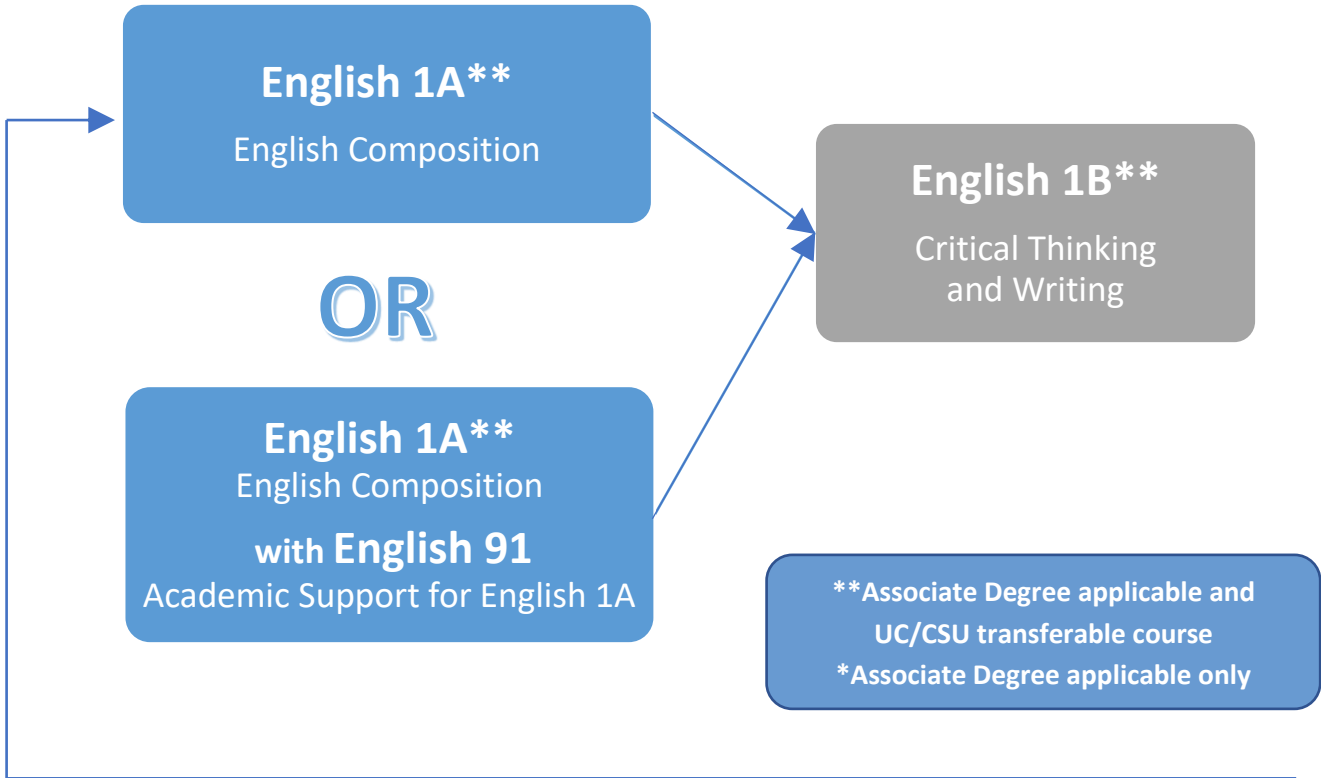 English 1A**
English Composition
OR
English 1A**
English Composition
with English 91
Academic Support for English 1A
English 1B**
Critical Thinking
and Writing
**Associate Degree applicable and
UC/CSU transferable course
*Associate Degree applicable only